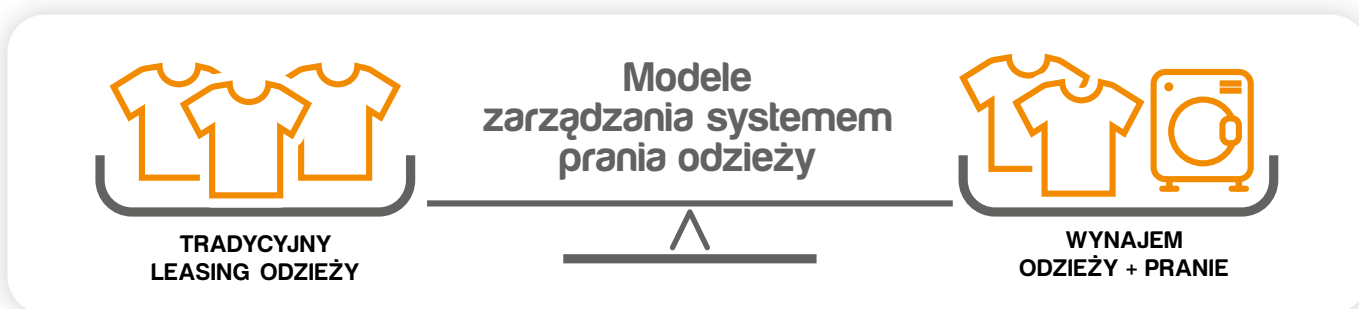 Modele
zarządzania systemem
prania odzieży
TRADYCYJNY
LEASING ODZIEŻY
WYNAJEM
ODZIEŻY + PRANIE